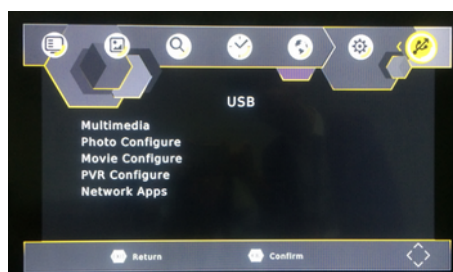 USB
Multimedia
Photo Configure
Movie Configure
PVR Configure
Network Apps
Return
Confirm